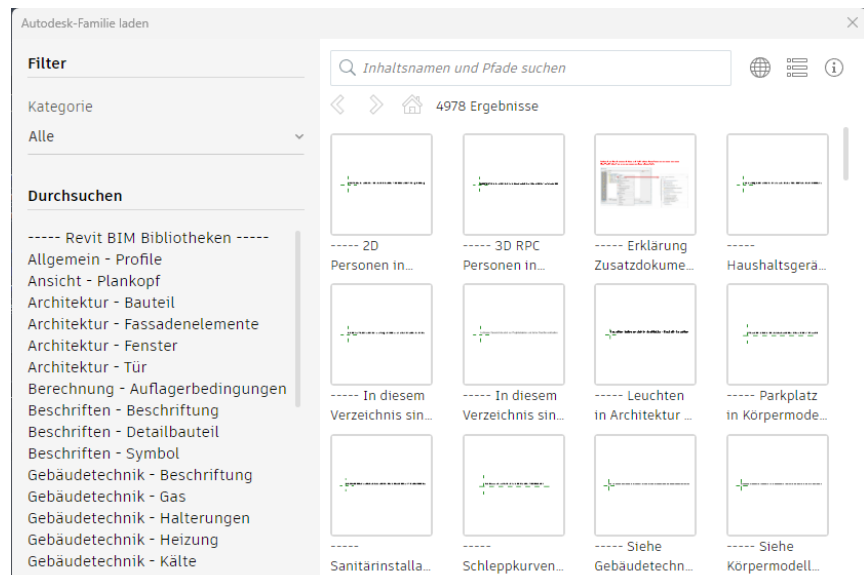 Autodesk-Familie laden
Filter
Kategorie
Alle
Durchsuchen
----- Revit BIM Bibliotheken -----
Allgemein - Profile
Ansicht - Plankopf
Architektur - Bauteil
Architektur - Fassadenelemente
Architektur - Fenster
Architektur - Tür
Berechnung - Auflagerbedingungen
Beschriften - Beschriftung
Beschriften - Detailbauteil
Beschriften - Symbol
Gebäudetechnik - Beschriftung
Gebäudetechnik - Gas
Gebäudetechnik - Halterungen
Gebäudetechnik - Heizung
Gebäudetechnik - Kälte
Inhaltsnamen und Pfade suchen
4978 Ergebnisse
----- 2D
Personen in...
----- 3D RPC
Personen in...
----- Erklärung
Zusatzdokume...
-----
Haushaltsgerä...
----- In diesem
Verzeichnis sin...
----- In diesem
Verzeichnis sin...
----- Leuchten
in Architektur ...
----- Parkplatz
in Körpermode...
-----
Sanitärinstalla...
-----
Schleppkurven...
----- Siehe
Gebäudetechn...
----- Siehe
Körpermodell...